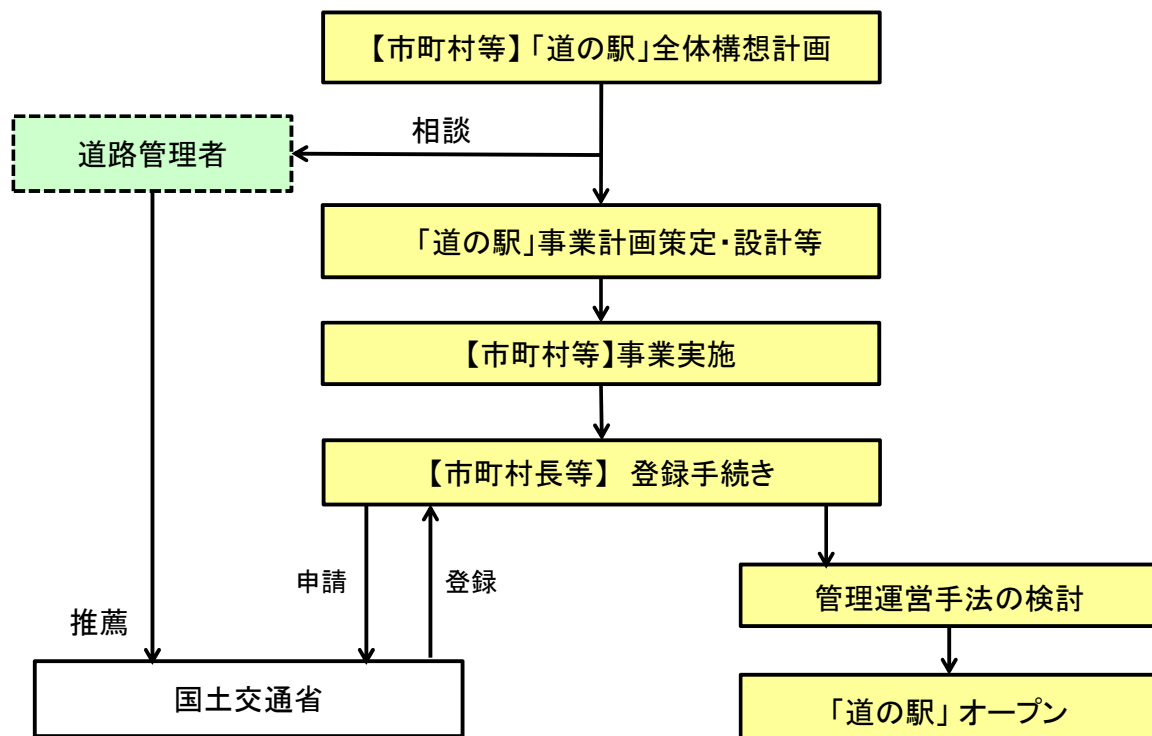 【市町村等】「道の駅」全体構想計画
相談
道路管理者
「道の駅」事業計画策定・設計等
【市町村等】事業実施
【市町村長等】 登録手続き
申請
登録
推薦
管理運営手法の検討
国土交通省
「道の駅」 オープン